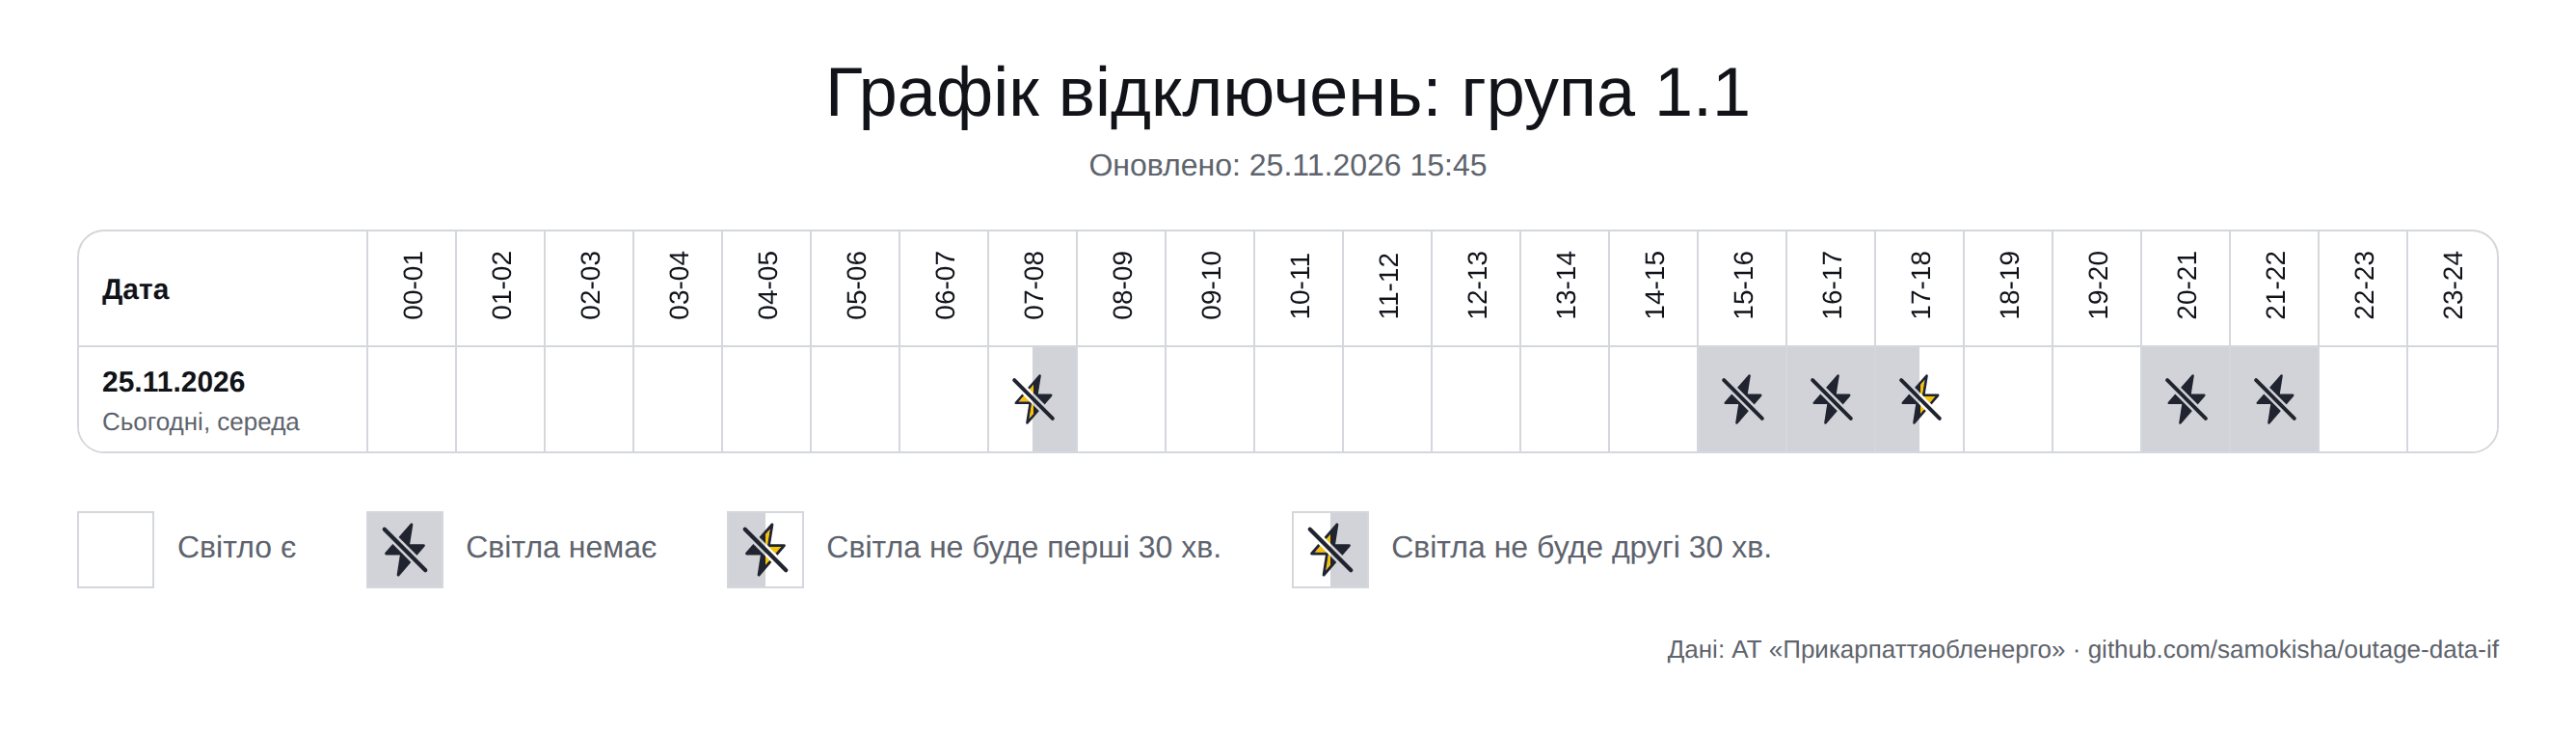 Графік відключень: група 1.1
Оновлено: 25.11.2026 15:45
Дата 00-01 01-02 02-03 03-04 04-05 05-06 06-07 07-08 08-09 09-10 10-11 11-12 12-13 13-14 14-15 15-16 16-17 17-18 18-19 19-20 20-21 21-22 22-23 23-24
25.11.2026
Сьогодні, середа
Світло є Світла немає Світла не буде перші 30 хв. Світла не буде другі 30 хв.
Дані: АТ «Прикарпаттяобленерго» · github.com/samokisha/outage-data-if